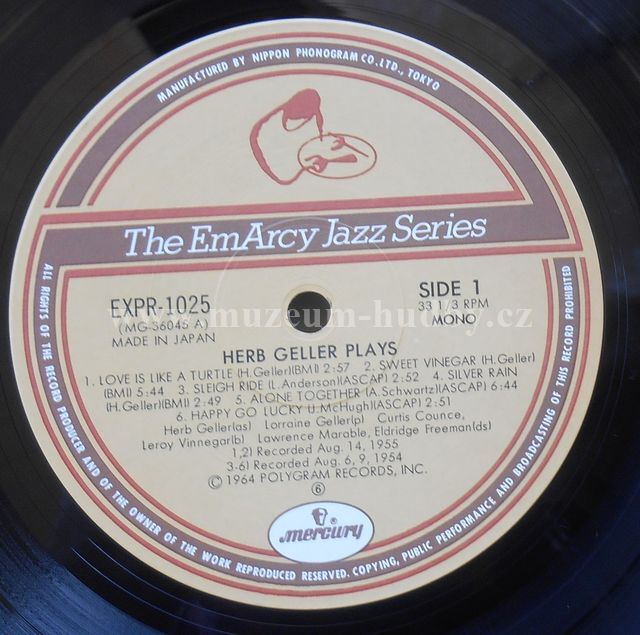 MANUFACTURED BY NIPPON PHONOGRAM CO., LTD., TOKYO
The EmArcy Jazz Series
EXPR-1025
(MG-36045 A)
MADE IN JAPAN
SIDE 1
33 1/3 RPM
MONO
www.muzeum-hudby.cz
HERB GELLER PLAYS
1. LOVE IS LIKE A TURTLE (H.Geller)(BMI) 2:57 2. SWEET VINEGAR (H.Geller)
(BMI) 5:44 3. SLEIGH RIDE (L.Anderson)(ASCAP) 2:52 4. SILVER RAIN
(H.Geller)(BMI) 2:49 5. ALONE TOGETHER (A.Schwartz)(ASCAP) 6:44
6. HAPPY GO LUCKY (J.McHugh)(ASCAP) 2:51
Herb Geller(as) Lorraine Geller(p) Curtis Counce,
Leroy Vinnegar(b) Lawrence Marable, Eldridge Freeman(ds)
1,2) Recorded Aug. 14, 1955
3-6) Recorded Aug. 6,9, 1954
Ⓒ 1964 POLYGRAM RECORDS, INC.
⑥
mercury
ALL RIGHTS OF THE RECORD PRODUCER AND OF THE OWNER OF THE WORK REPRODUCED RESERVED. COPYING, PUBLIC PERFORMANCE AND BROADCASTING OF THIS RECORD PROHIBITED